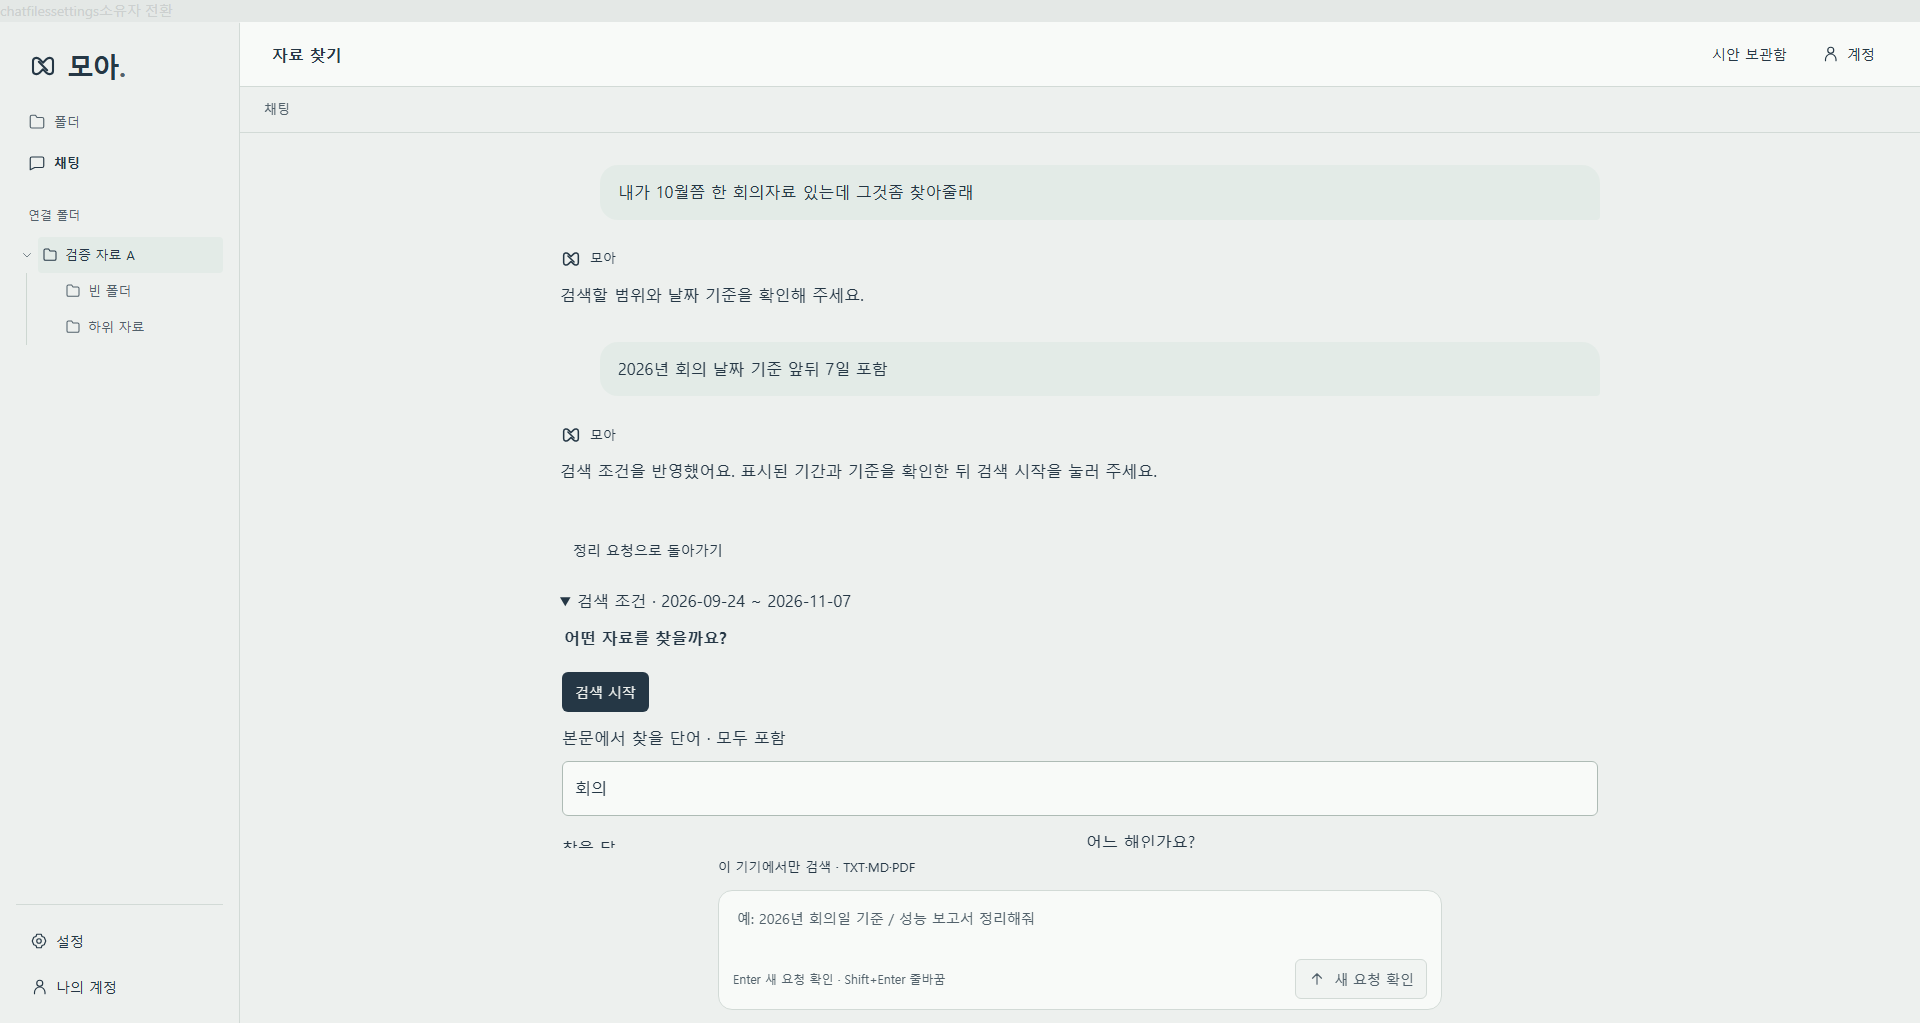 chatfilessettings소유자 전환
모아.
폴더
채팅
연결 폴더
검증 자료 A
빈 폴더
하위 자료
설정
나의 계정
자료 찾기
시안 보관함
계정
채팅
내가 10월쯤 한 회의자료 있는데 그것좀 찾아줄래
모아
검색할 범위와 날짜 기준을 확인해 주세요.
2026년 회의 날짜 기준 앞뒤 7일 포함
모아
검색 조건을 반영했어요. 표시된 기간과 기준을 확인한 뒤 검색 시작을 눌러 주세요.
정리 요청으로 돌아가기
▼ 검색 조건 · 2026-09-24 ~ 2026-11-07
어떤 자료를 찾을까요?
검색 시작
본문에서 찾을 단어 · 모두 포함
회의
찾을 달
어느 해인가요?
이 기기에서만 검색 · TXT·MD·PDF
예: 2026년 회의일 기준 / 성능 보고서 정리해줘
Enter 새 요청 확인 · Shift+Enter 줄바꿈
새 요청 확인